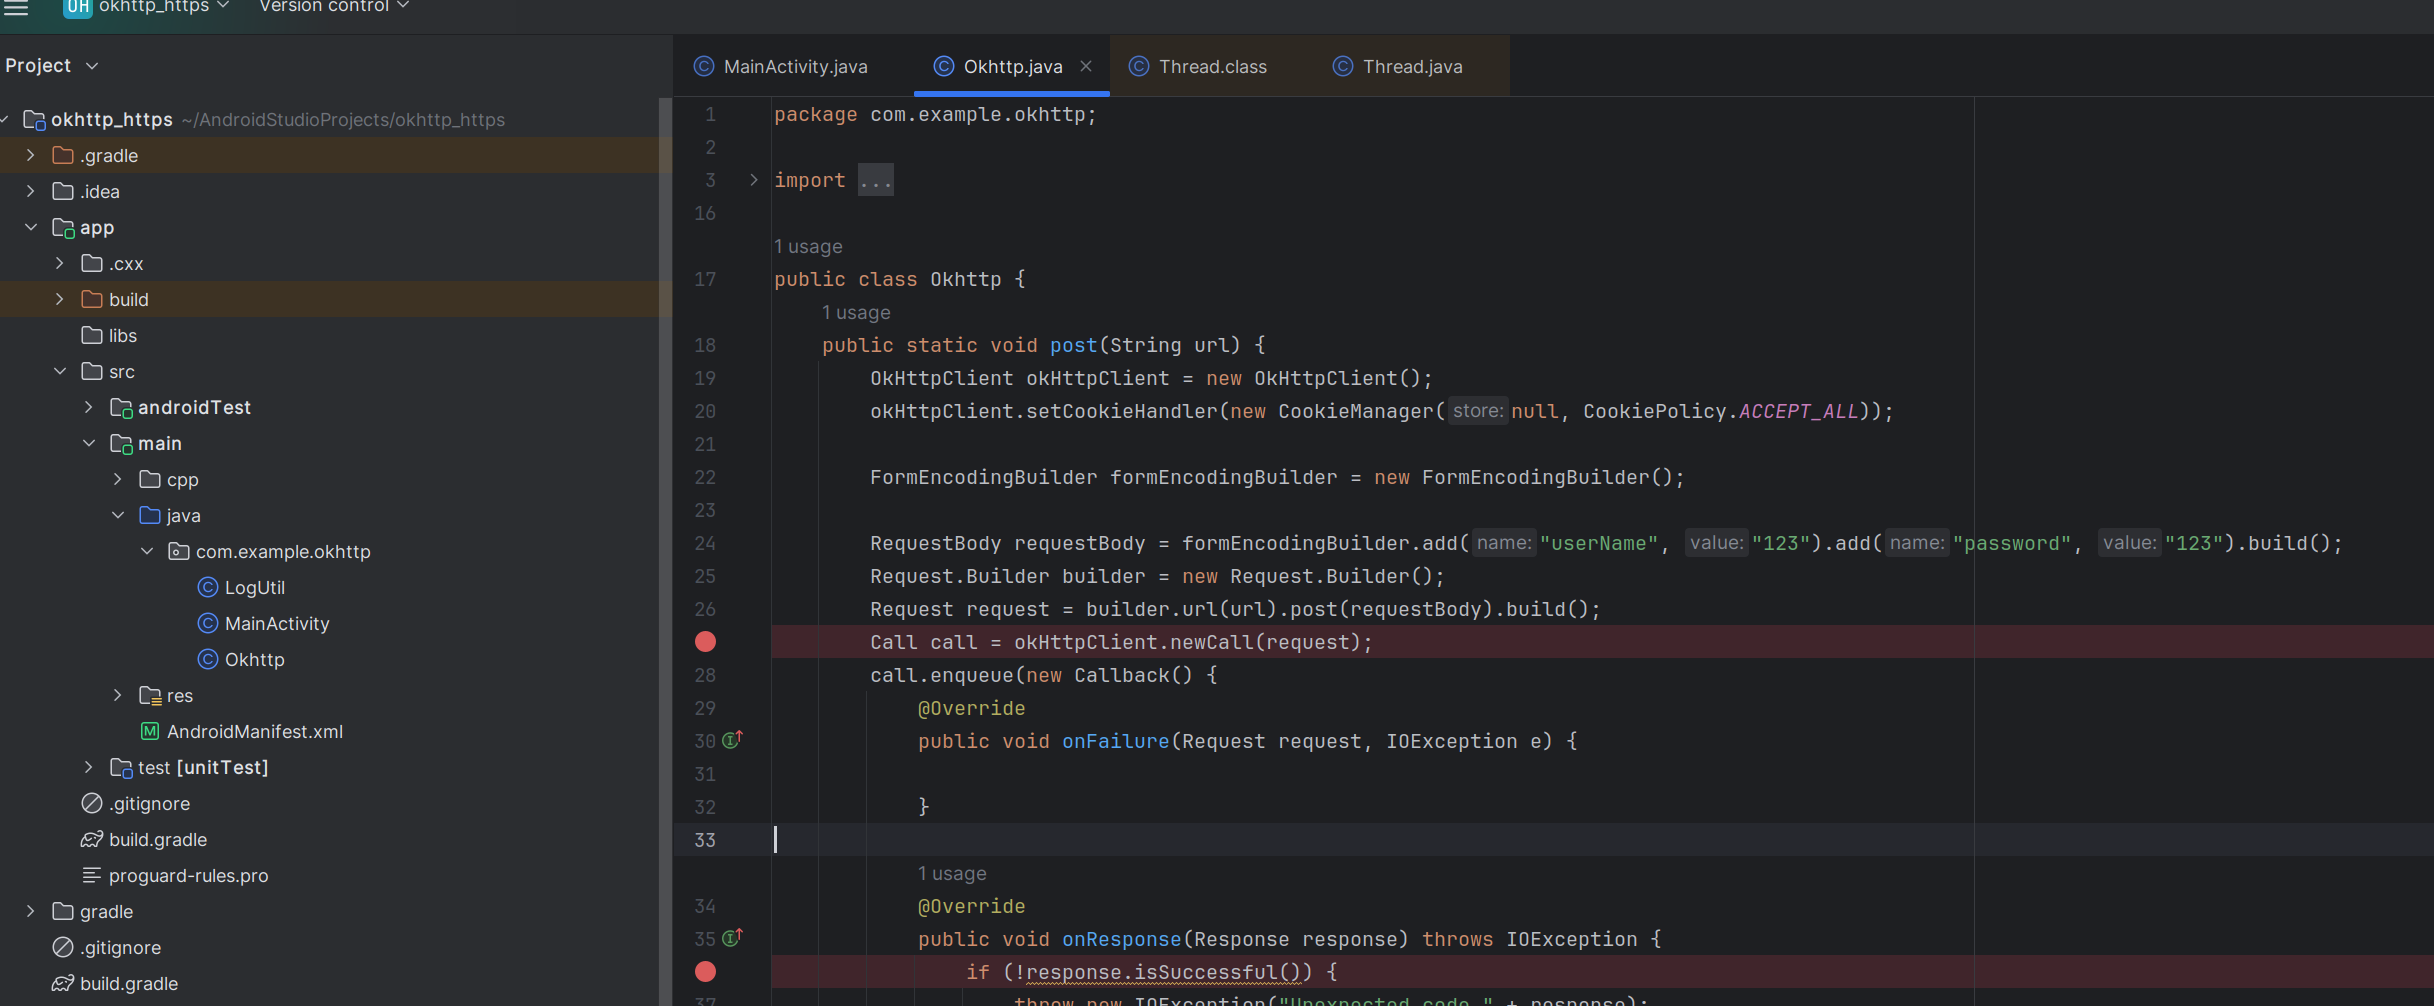 OH okhttp_https Version control
Project
okhttp_https ~/AndroidStudioProjects/okhttp_https
.gradle
.idea
app
.cxx
build
libs
src
androidTest
main
cpp
java
com.example.okhttp
LogUtil
MainActivity
Okhttp
res
AndroidManifest.xml
test [unitTest]
.gitignore
build.gradle
proguard-rules.pro
gradle
.gitignore
build.gradle
MainActivity.java Okhttp.java Thread.class Thread.java
1 package com.example.okhttp;
2
3 import ...
16
1 usage
17 public class Okhttp {
1 usage
18 public static void post(String url) {
19 OkHttpClient okHttpClient = new OkHttpClient();
20 okHttpClient.setCookieHandler(new CookieManager( store: null, CookiePolicy.ACCEPT_ALL));
21
22 FormEncodingBuilder formEncodingBuilder = new FormEncodingBuilder();
23
24 RequestBody requestBody = formEncodingBuilder.add( name: "userName", value: "123").add( name: "password", value: "123").build();
25 Request.Builder builder = new Request.Builder();
26 Request request = builder.url(url).post(requestBody).build();
Call call = okHttpClient.newCall(request);
28 call.enqueue(new Callback() {
29 @Override
30 public void onFailure(Request request, IOException e) {
31
32 }
33
1 usage
34 @Override
35 public void onResponse(Response response) throws IOException {
if (!response.isSuccessful()) {
37 throw new IOException("Unexpected code " + response);